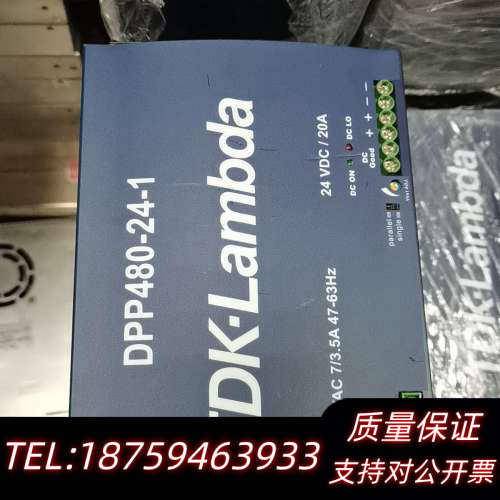 DPP480-24-1
TDK·Lambda
24 VDC / 20A
AC 7/3.5A 47-63Hz
DC ON
DC LO
DC Good
+ + − −
parallel
single
TDK·Lambda
质量保证
TEL:18759463933
支持对公开票